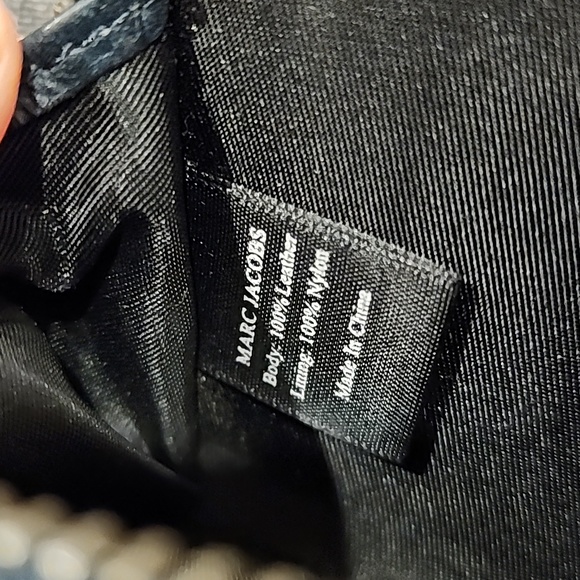 MARC JACOBS
Body: 100% Leather
Lining: 100% Nylon
Made In China